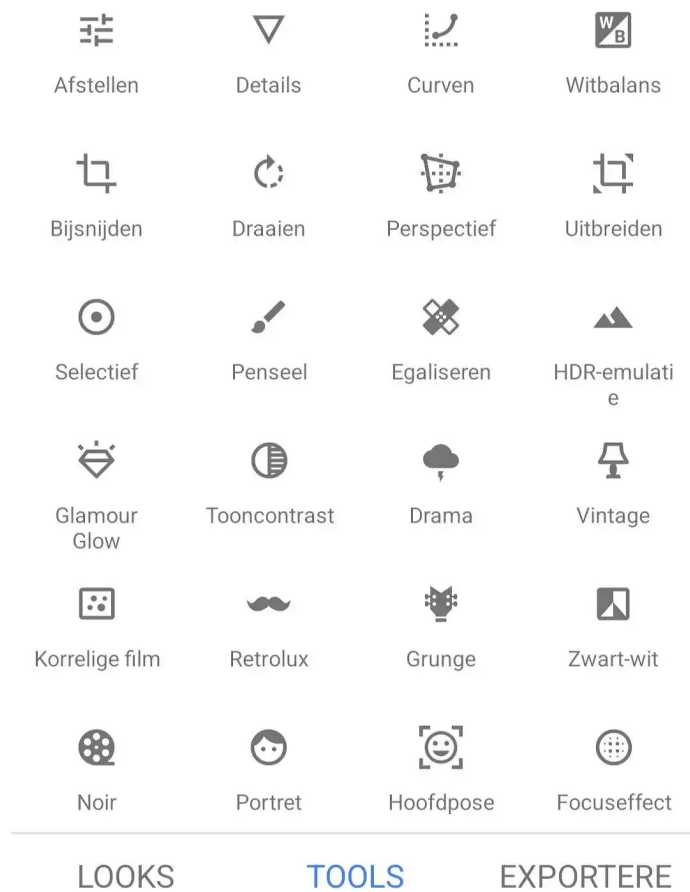 Afstellen Details Curven Witbalans
Bijsnijden Draaien Perspectief Uitbreiden
Selectief Penseel Egaliseren HDR-emulati
e
Glamour Tooncontrast Drama Vintage
Glow
Korrelige film Retrolux Grunge Zwart-wit
Noir Portret Hoofdpose Focuseffect
LOOKS TOOLS EXPORTERE